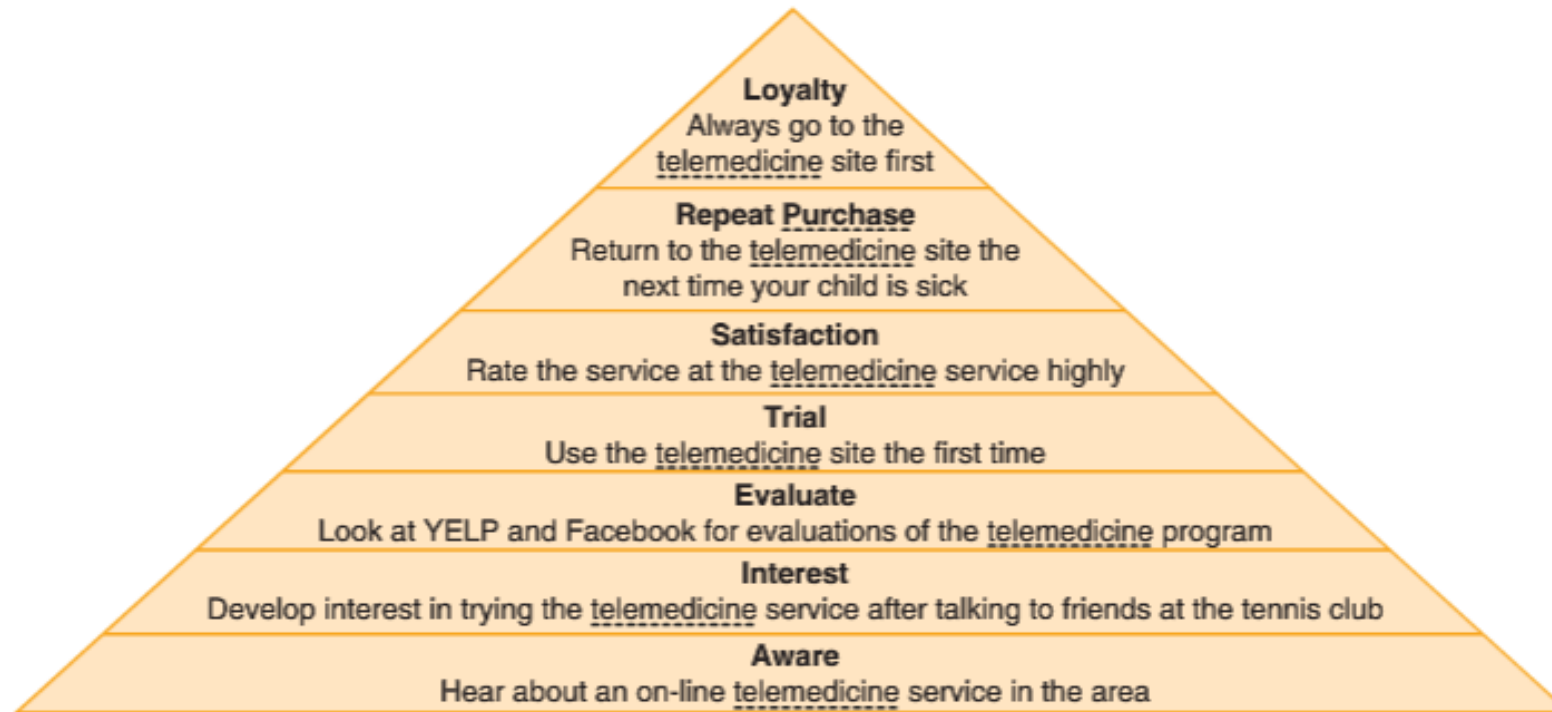 Loyalty
Always go to the
telemedicine site first
Repeat Purchase
Return to the telemedicine site the
next time your child is sick
Satisfaction
Rate the service at the telemedicine service highly
Trial
Use the telemedicine site the first time
Evaluate
Look at YELP and Facebook for evaluations of the telemedicine program
Interest
Develop interest in trying the telemedicine service after talking to friends at the tennis club
Aware
Hear about an on-line telemedicine service in the area